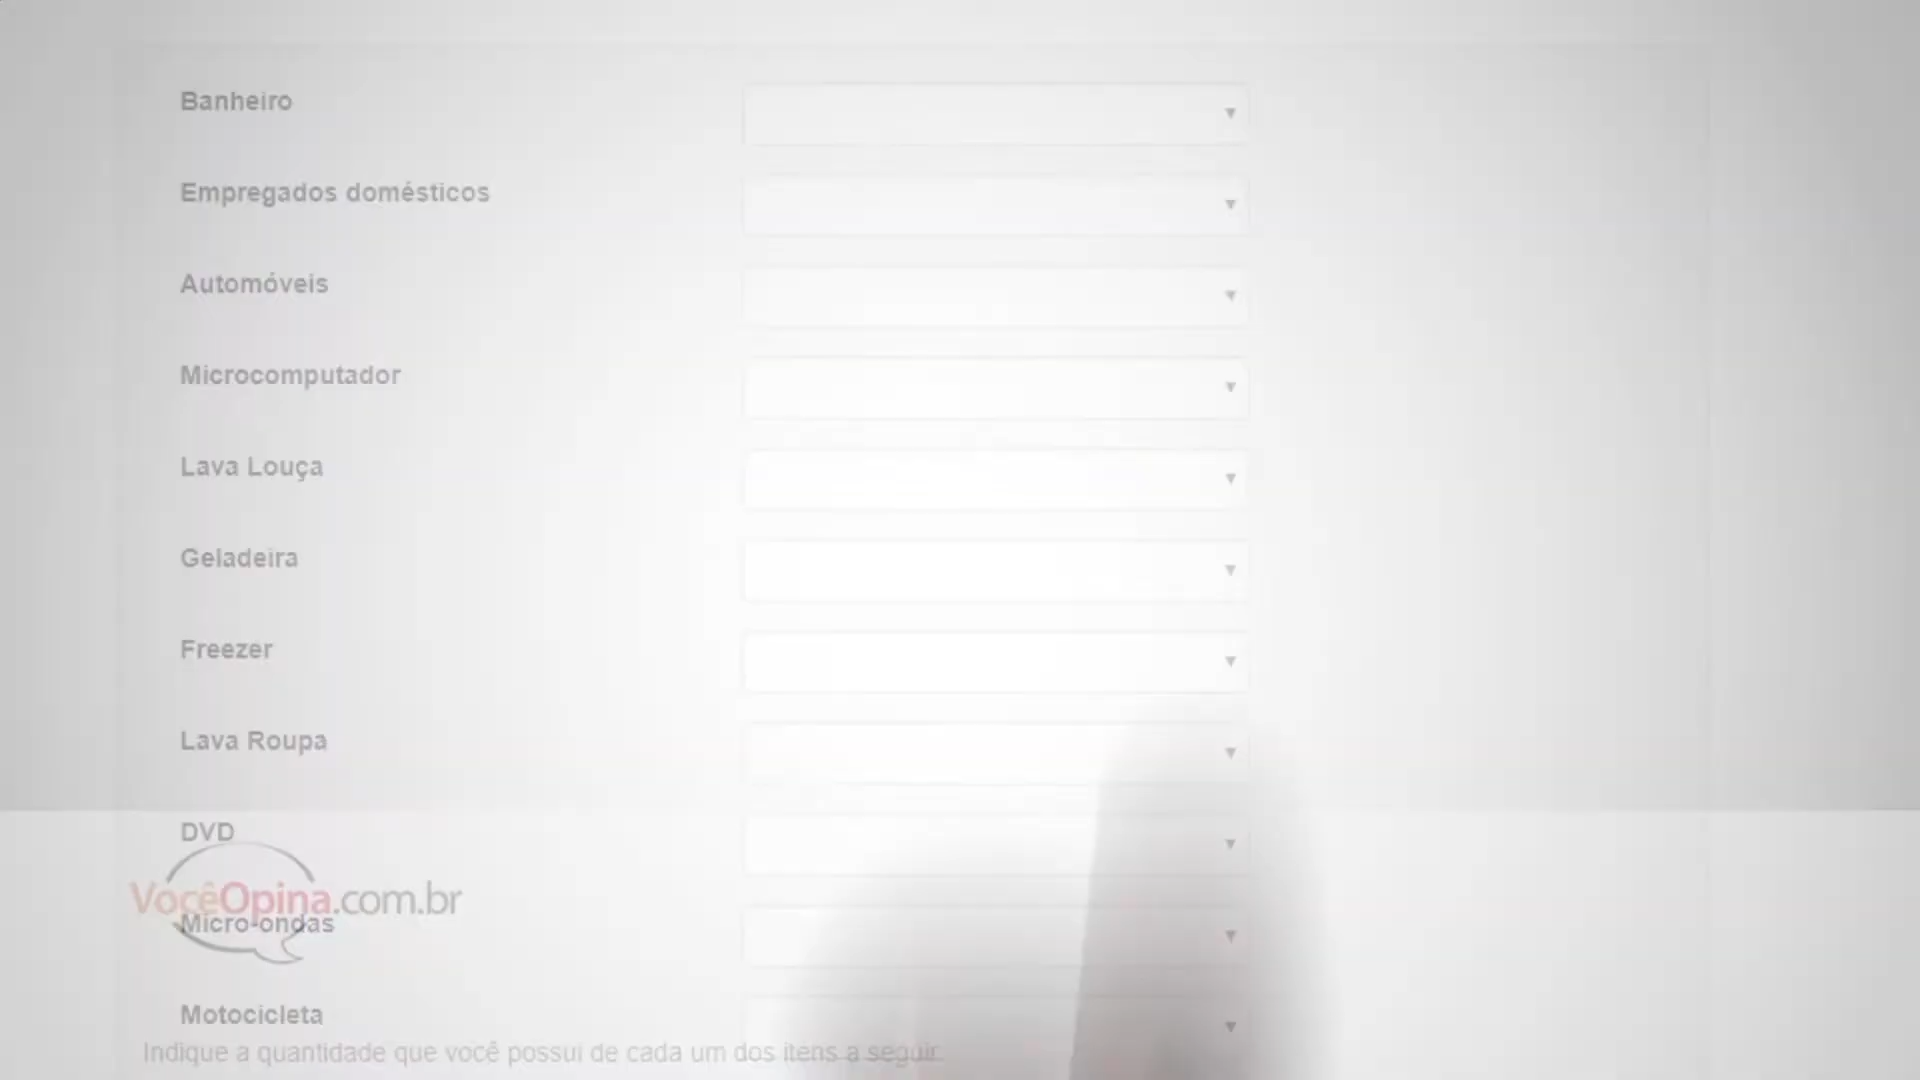 Banheiro
Empregados domésticos
Automóveis
Microcomputador
Lava Louça
Geladeira
Freezer
Lava Roupa
DVD
VocêOpina.com.br
Micro-ondas
Motocicleta
Indique a quantidade que você possui de cada um dos itens a seguir: